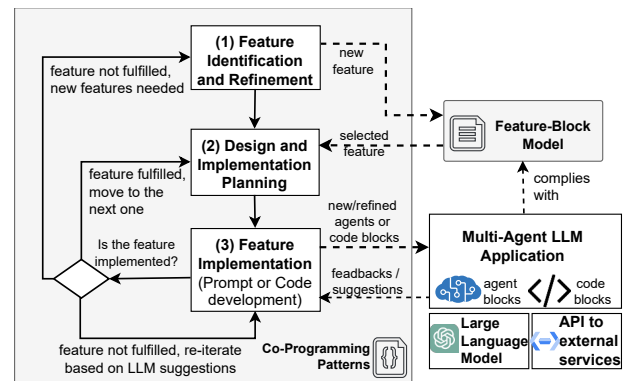 (1) Feature
Identification
and Refinement
new
feature
feature not fulfilled,
new features needed
Feature-Block
Model
selected
feature
(2) Design and
Implementation
Planning
feature fulfilled,
move to the
next one
complies
with
new/refined
agents or
code blocks
Multi-Agent LLM
Application
agent
blocks
</>
code
blocks
Is the feature
implemented?
(3) Feature
Implementation
(Prompt or Code
development)
feadbacks /
suggestions
Large
Language
Model
API to
external
services
feature not fulfilled, re-iterate
based on LLM suggestions
Co-Programming
Patterns
{}